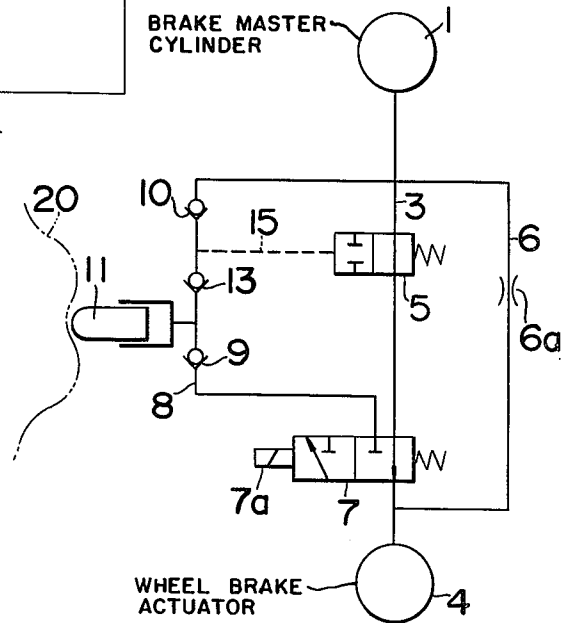 BRAKE MASTER
CYLINDER
1
20
10
15
3
6
11
13
5
6a
9
8
7a
7
WHEEL BRAKE
ACTUATOR
4